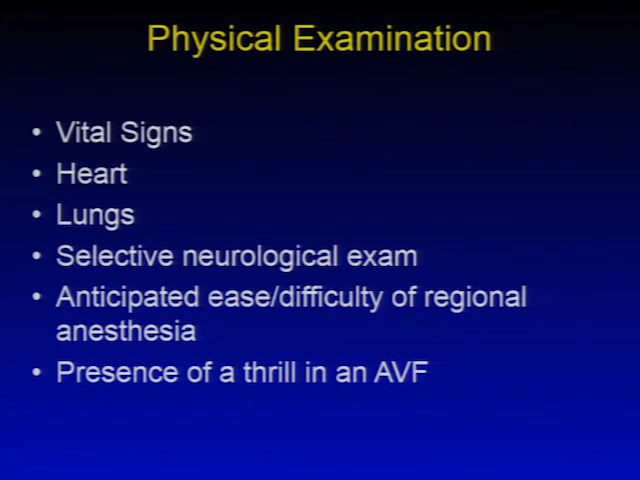 Physical Examination
• Vital Signs
• Heart
• Lungs
• Selective neurological exam
• Anticipated ease/difficulty of regional
anesthesia
• Presence of a thrill in an AVF